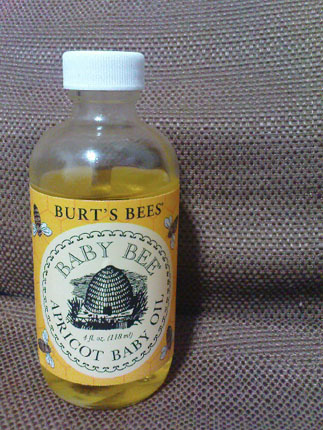 BURT'S BEES®
BABY BEE
4 fl. oz. (118 ml)
APRICOT BABY OIL